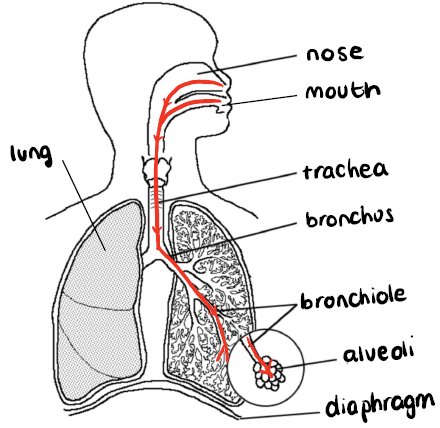 nose
mouth
lung
trachea
bronchus
bronchiole
alveoli
diaphragm